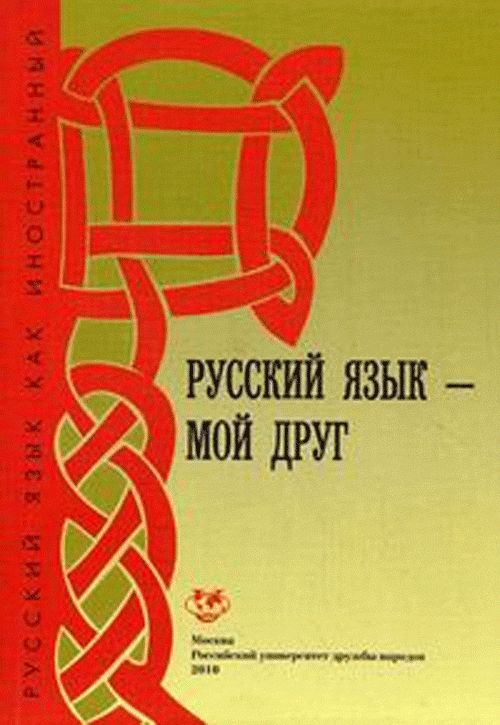 РУССКИЙ ЯЗЫК КАК ИНОСТРАННЫЙ
РУССКИЙ ЯЗЫК –
МОЙ ДРУГ
Москва
Российский университет дружбы народов
2010